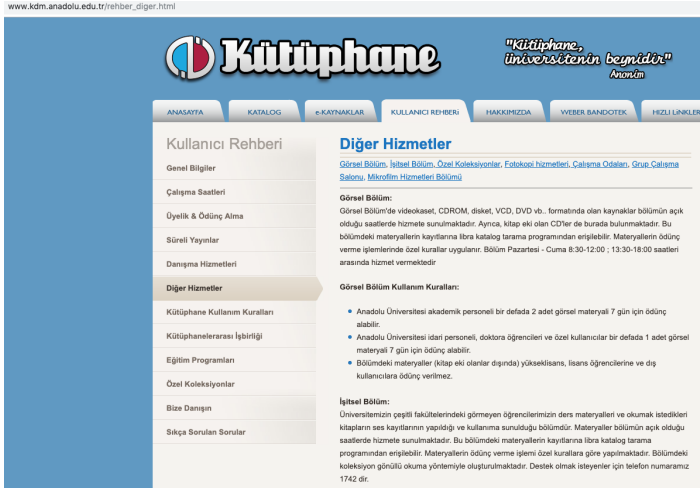 www.kdm.anadolu.edu.tr/rehber_diger.html
Kütüphane
"Kütüphane,
üniversitenin beynidir"
Anonim
ANASAYFA
KATALOG
e-KAYNAKLAR
KULLANICI REHBERİ
HAKKIMIZDA
WEBER BANDOTEK
HIZLI LİNKLER
Kullanıcı Rehberi
Genel Bilgiler
Çalışma Saatleri
Üyelik & Ödünç Alma
Süreli Yayınlar
Danışma Hizmetleri
Diğer Hizmetler
Kütüphane Kullanım Kuralları
Kütüphanelerarası İşbirliği
Eğitim Programları
Özel Koleksiyonlar
Bize Danışın
Sıkça Sorulan Sorular
Diğer Hizmetler
Görsel Bölüm, İşitsel Bölüm, Özel Koleksiyonlar, Fotokopi hizmetleri, Çalışma Odaları, Grup Çalışma
Salonu, Mikrofilm Hizmetleri Bölümü
Görsel Bölüm:
Görsel Bölüm'de videokaset, CDROM, disket, VCD, DVD vb.. formatında olan kaynaklar bölümün açık
olduğu saatlerde hizmete sunulmaktadır. Ayrıca, kitap eki olan CD'ler de burada bulunmaktadır. Bu
bölümdeki materyallerin kayıtlarına libra katalog tarama programından erişilebilir. Materyallerin ödünç
verme işlemlerinde özel kurallar uygulanır. Bölüm Pazartesi - Cuma 8:30-12:00 ; 13:30-18:00 saatleri
arasında hizmet vermektedir
Görsel Bölüm Kullanım Kuralları:
Anadolu Üniversitesi akademik personeli bir defada 2 adet görsel materyali 7 gün için ödünç
alabilir.
Anadolu Üniversitesi idari personeli, doktora öğrencileri ve özel kullanıcılar bir defada 1 adet görsel
materyali 7 gün için ödünç alabilir.
Bölümdeki materyaller (kitap eki olanlar dışında) yükseklisans, lisans öğrencilerine ve dış
kullanıcılara ödünç verilmez.
İşitsel Bölüm:
Üniversitemizin çeşitli fakültelerindeki görmeyen öğrencilerimizin ders materyalleri ve okumak istedikleri
kitapların ses kayıtlarının yapıldığı ve kullanıma sunulduğu bölümdür. Materyaller bölümün açık olduğu
saatlerde hizmete sunulmaktadır. Bu bölümdeki materyallerin kayıtlarına libra katalog tarama
programından erişilebilir. Materyallerin ödünç verme işlemi özel kurallara göre yapılmaktadır. Bölümdeki
koleksiyon gönüllü okuma yöntemiyle oluşturulmaktadır. Destek olmak isteyenler için telefon numaramız
1742 dir.